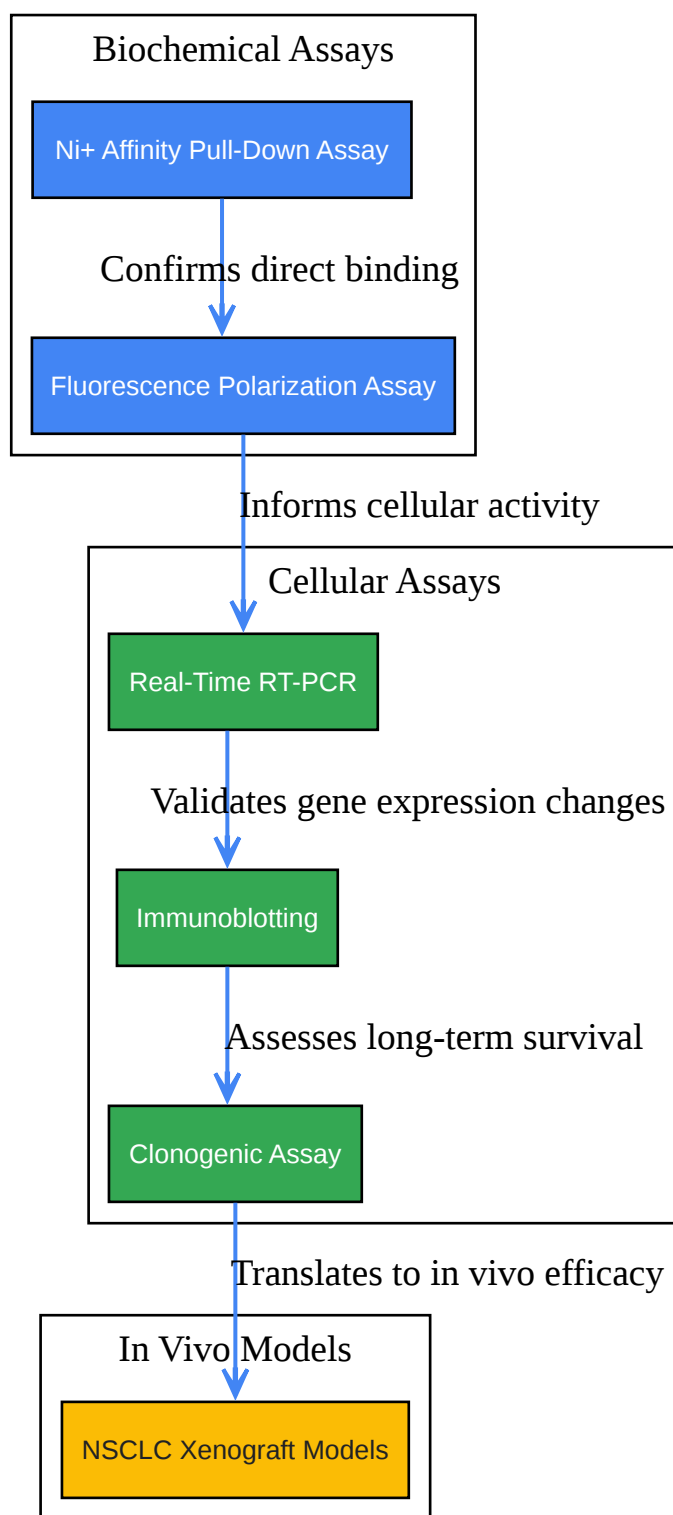 Biochemical Assays
Ni+ Affinity Pull-Down Assay
Confirms direct binding
Fluorescence Polarization Assay
Informs cellular activity
Cellular Assays
Real-Time RT-PCR
Validates gene expression changes
Immunoblotting
Assesses long-term survival
Clonogenic Assay
Translates to in vivo efficacy
In Vivo Models
NSCLC Xenograft Models